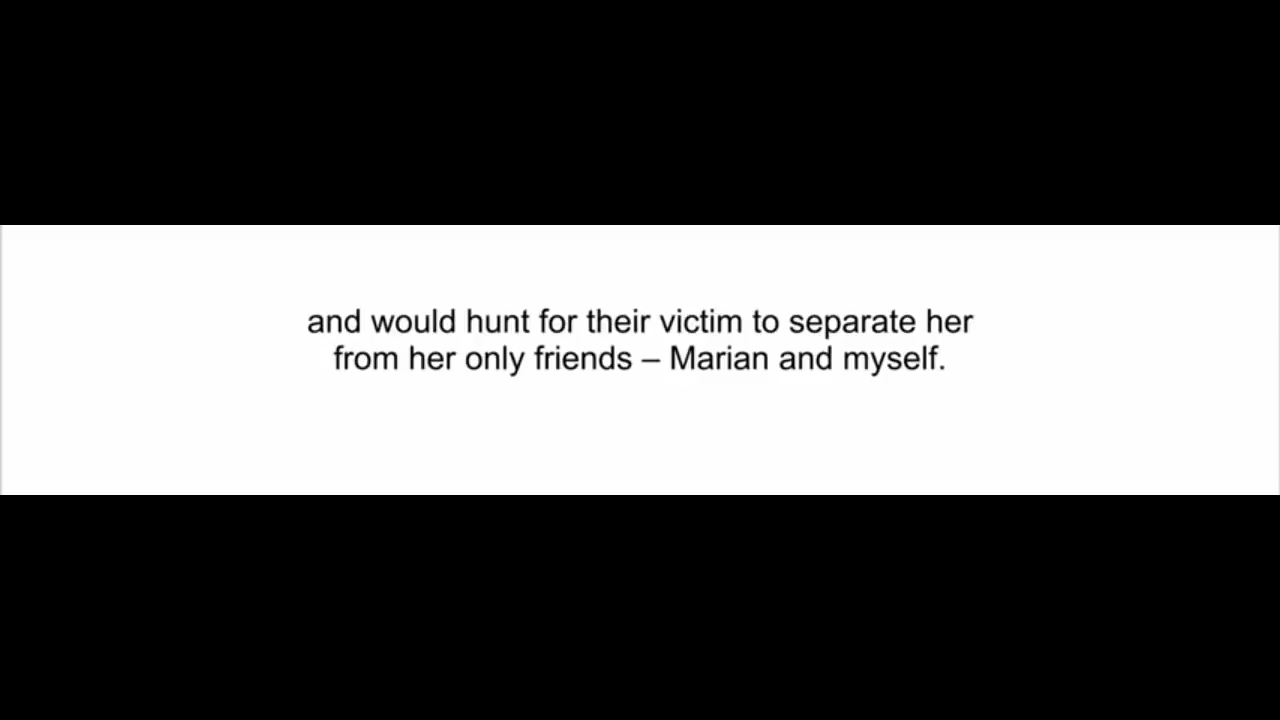 and would hunt for their victim to separate her
from her only friends – Marian and myself.